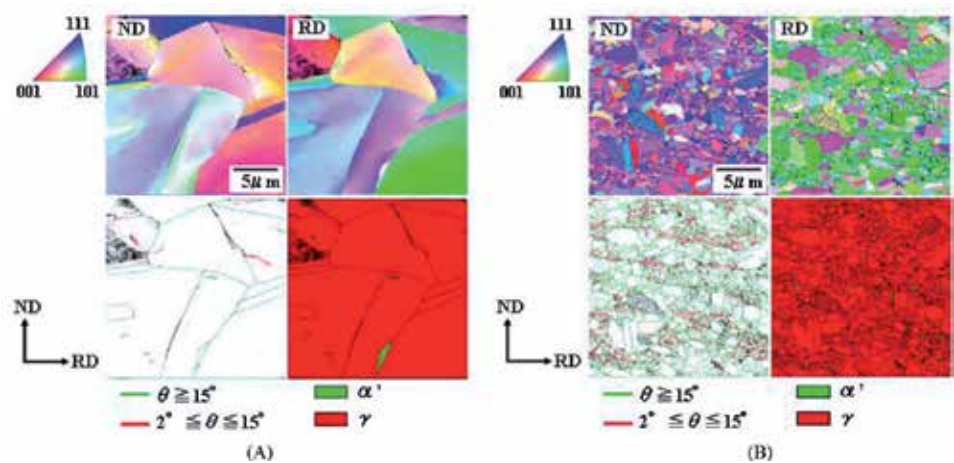 111
001
101
ND
RD
5μm
ND
RD
θ ≧ 15°
2° ≦ θ ≦ 15°
α'
γ
(A)
111
001
101
ND
RD
5μm
ND
RD
θ ≧ 15°
2° ≦ θ ≦ 15°
α'
γ
(B)